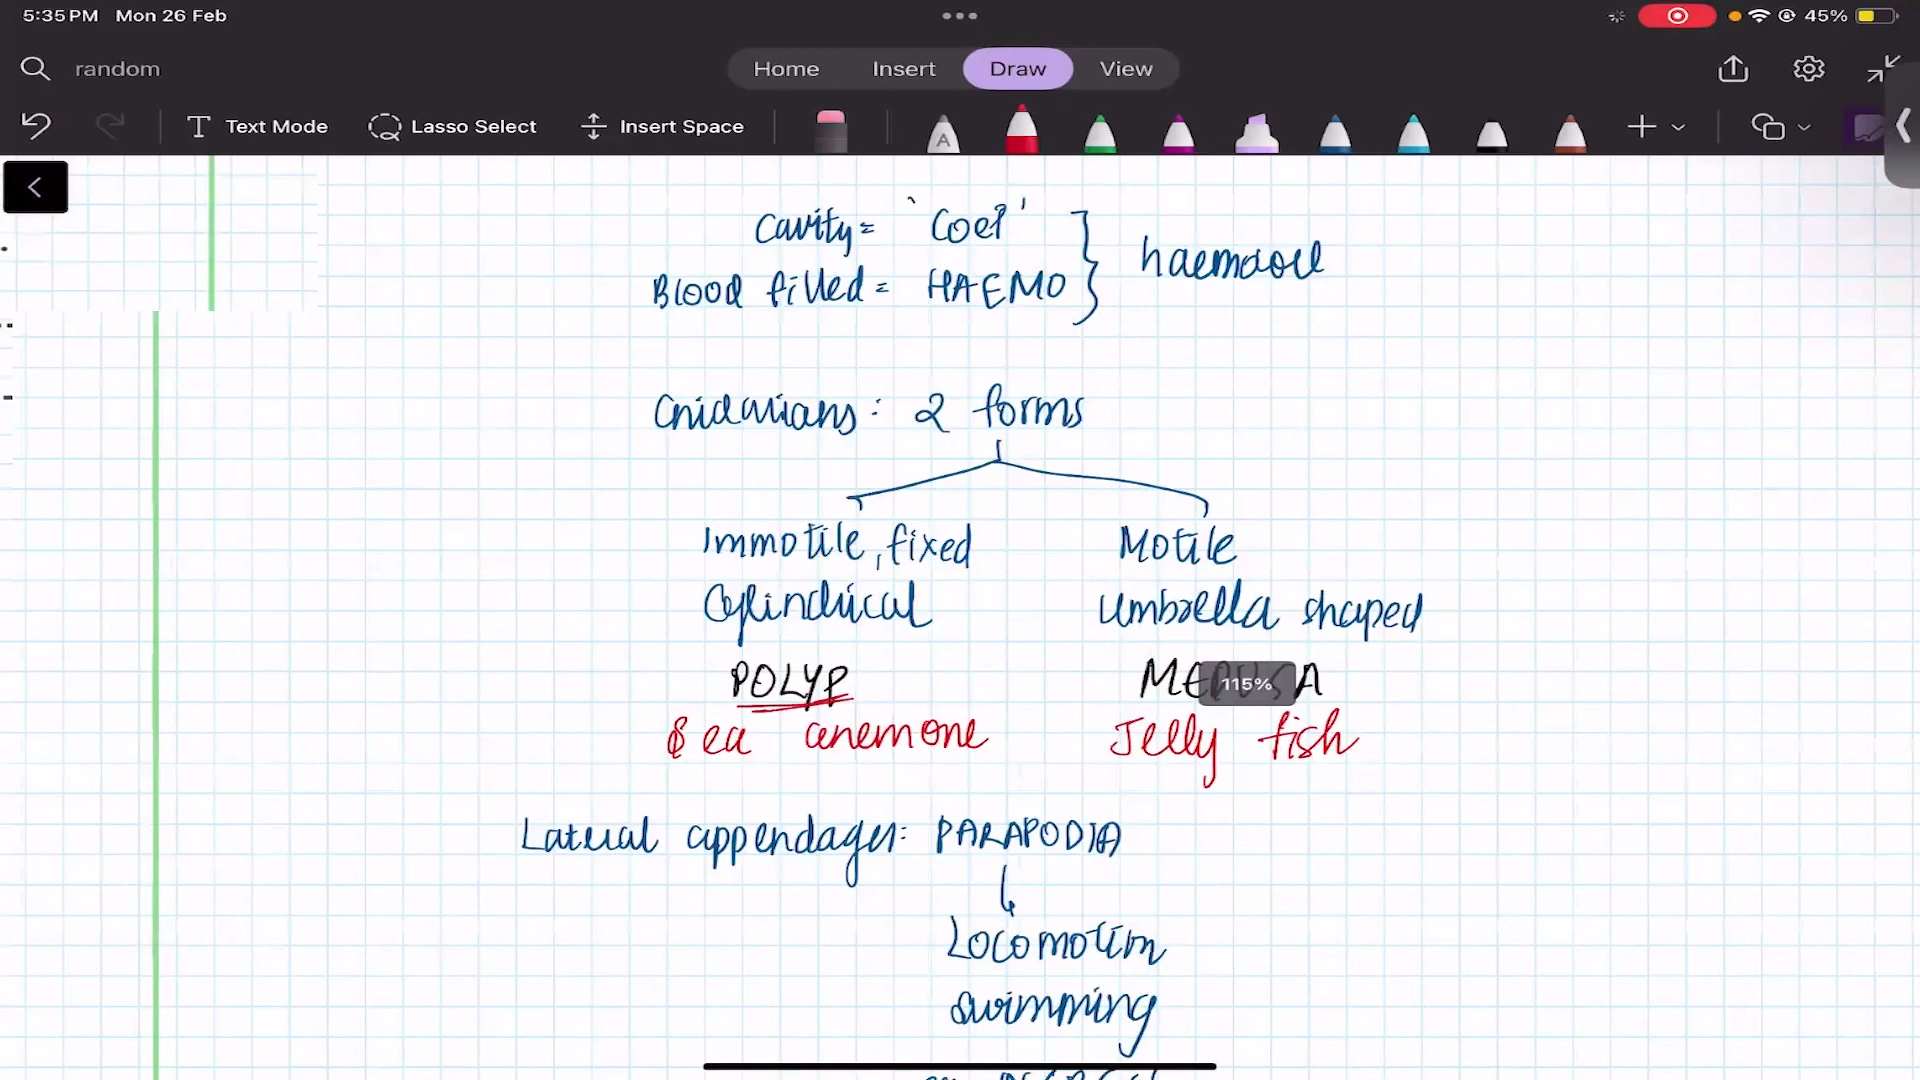 5:35 PM Mon 26 Feb
45%
random
Home Insert Draw View
Text Mode Lasso Select Insert Space
A
Cavity = 'Coel'
Blood filled = HAEMO } haemocoel
Cnidarians: 2 forms
Immotile, fixed Motile
Cylindrical Umbrella shaped
POLYP MEDUSA
115%
Sea anemone Jelly fish
Lateral appendages: PARAPODIA
Locomotion
swimming